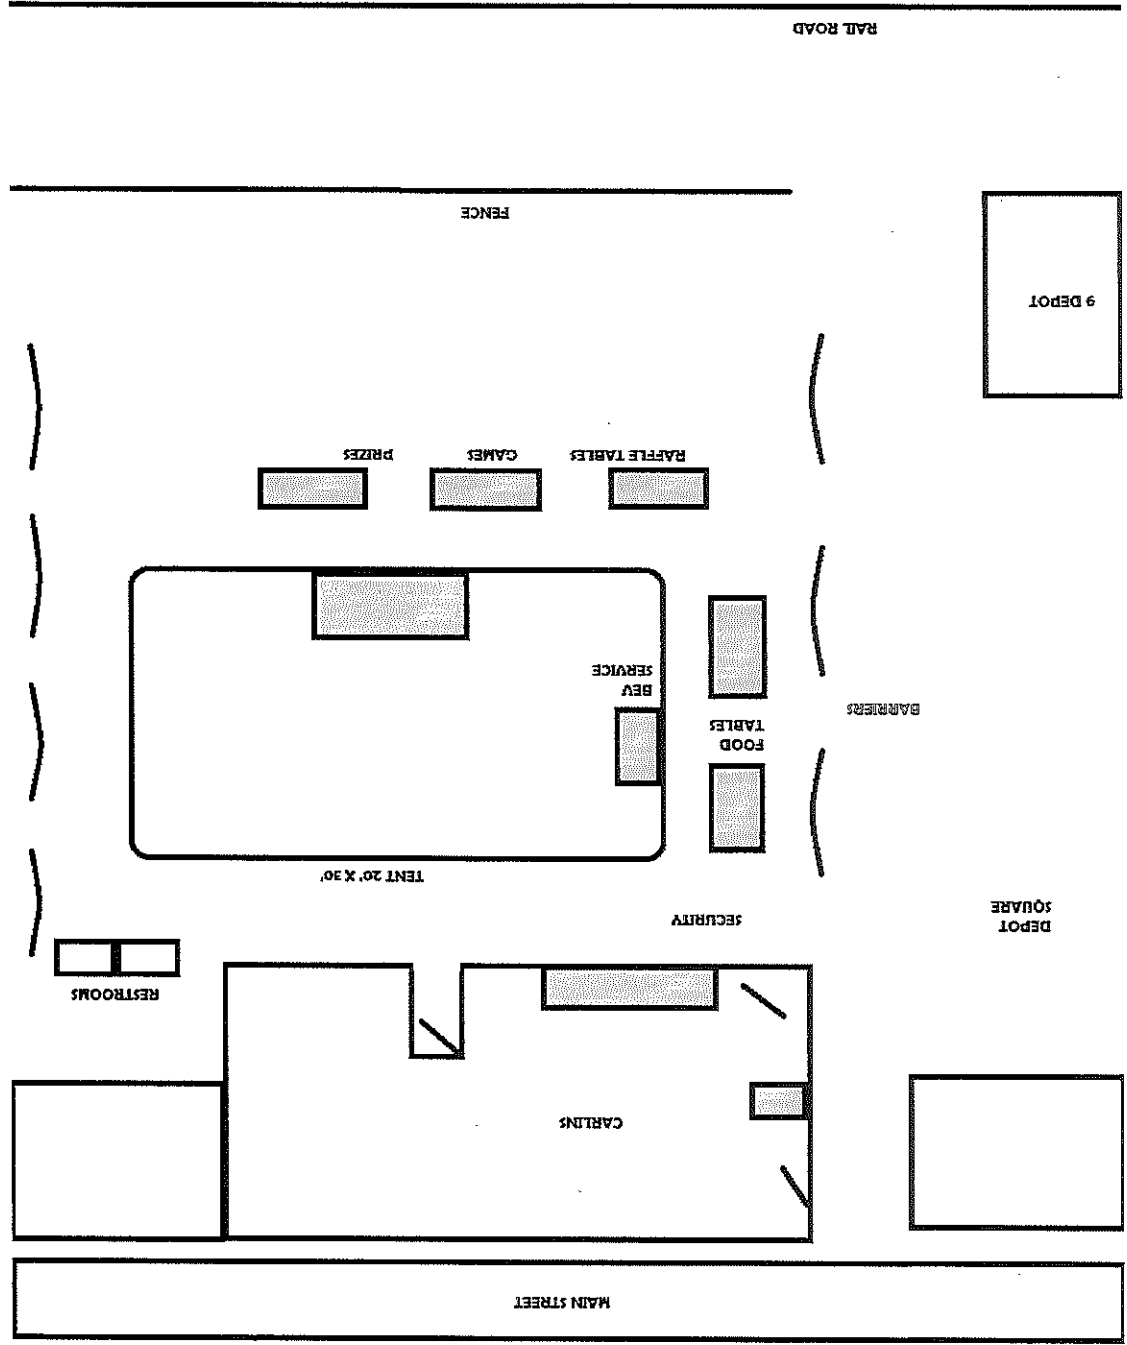 MAIN STREET
CARLINS
RESTROOMS
DEPOT
SQUARE
SECURITY
TENT 20' X 30'
FOOD
TABLES
BARRIERS
BEV
SERVICE
RAFFLE TABLES
GAMES
PRIZES
9 DEPOT
FENCE
RAIL ROAD